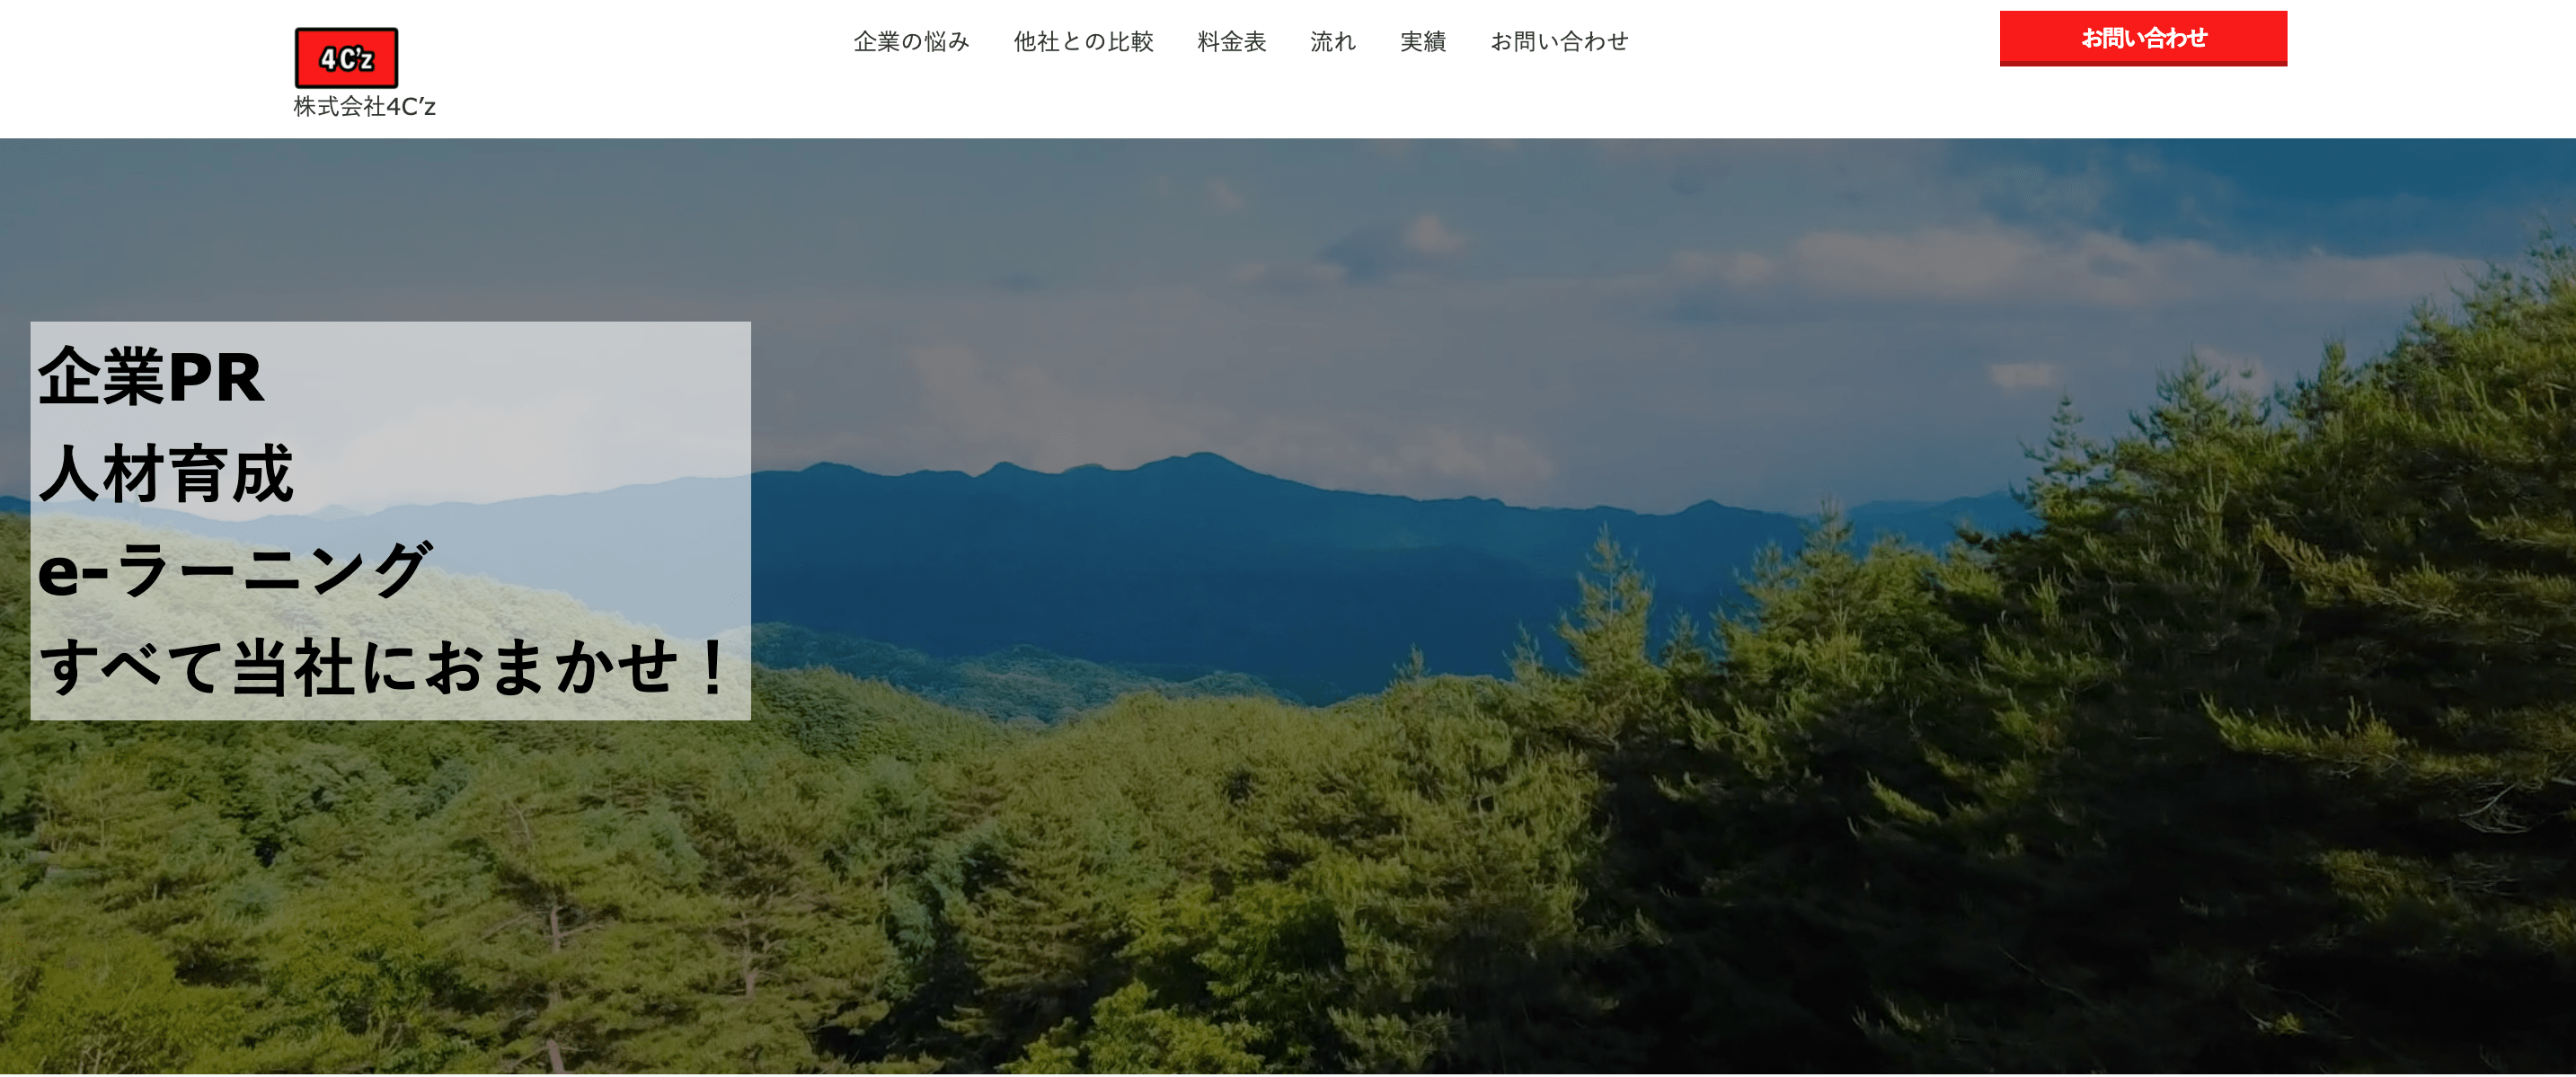 4C'z
株式会社4C'z
企業の悩み 他社との比較 料金表 流れ 実績 お問い合わせ
お問い合わせ
企業PR
人材育成
e-ラーニング
すべて当社におまかせ！